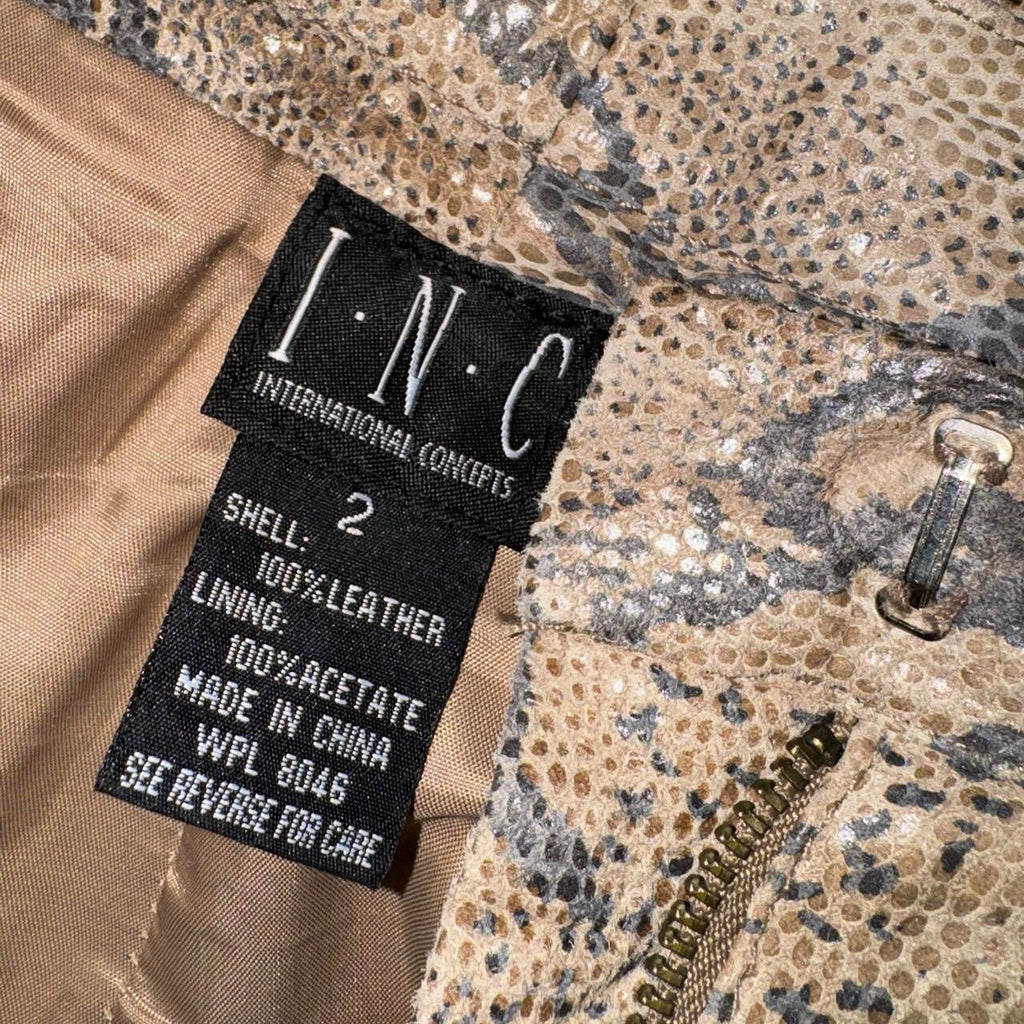 I·N·C
INTERNATIONAL CONCEPTS
2
SHELL:
100%LEATHER
LINING:
100%ACETATE
MADE IN CHINA
WPL 8046
SEE REVERSE FOR CARE